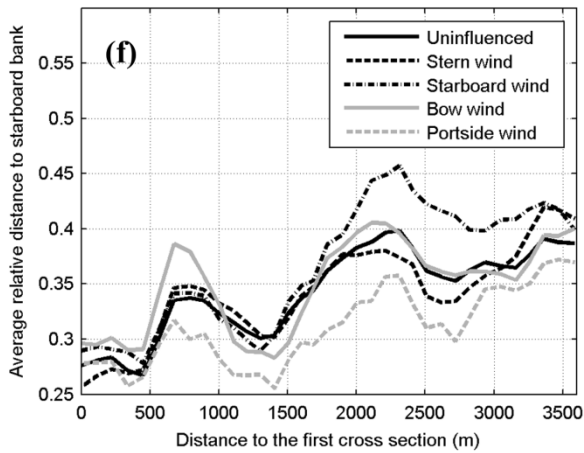 (f)
Uninfluenced
Stern wind
Starboard wind
Bow wind
Portside wind
Average relative distance to starboard bank
0.55
0.5
0.45
0.4
0.35
0.3
0.25
0 500 1000 1500 2000 2500 3000 3500
Distance to the first cross section (m)